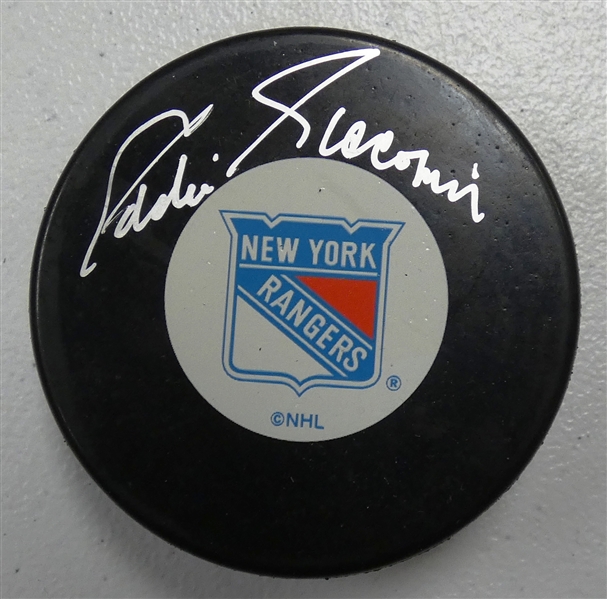 Eddie Giacomin
NEW YORK
RANGERS
®
©NHL